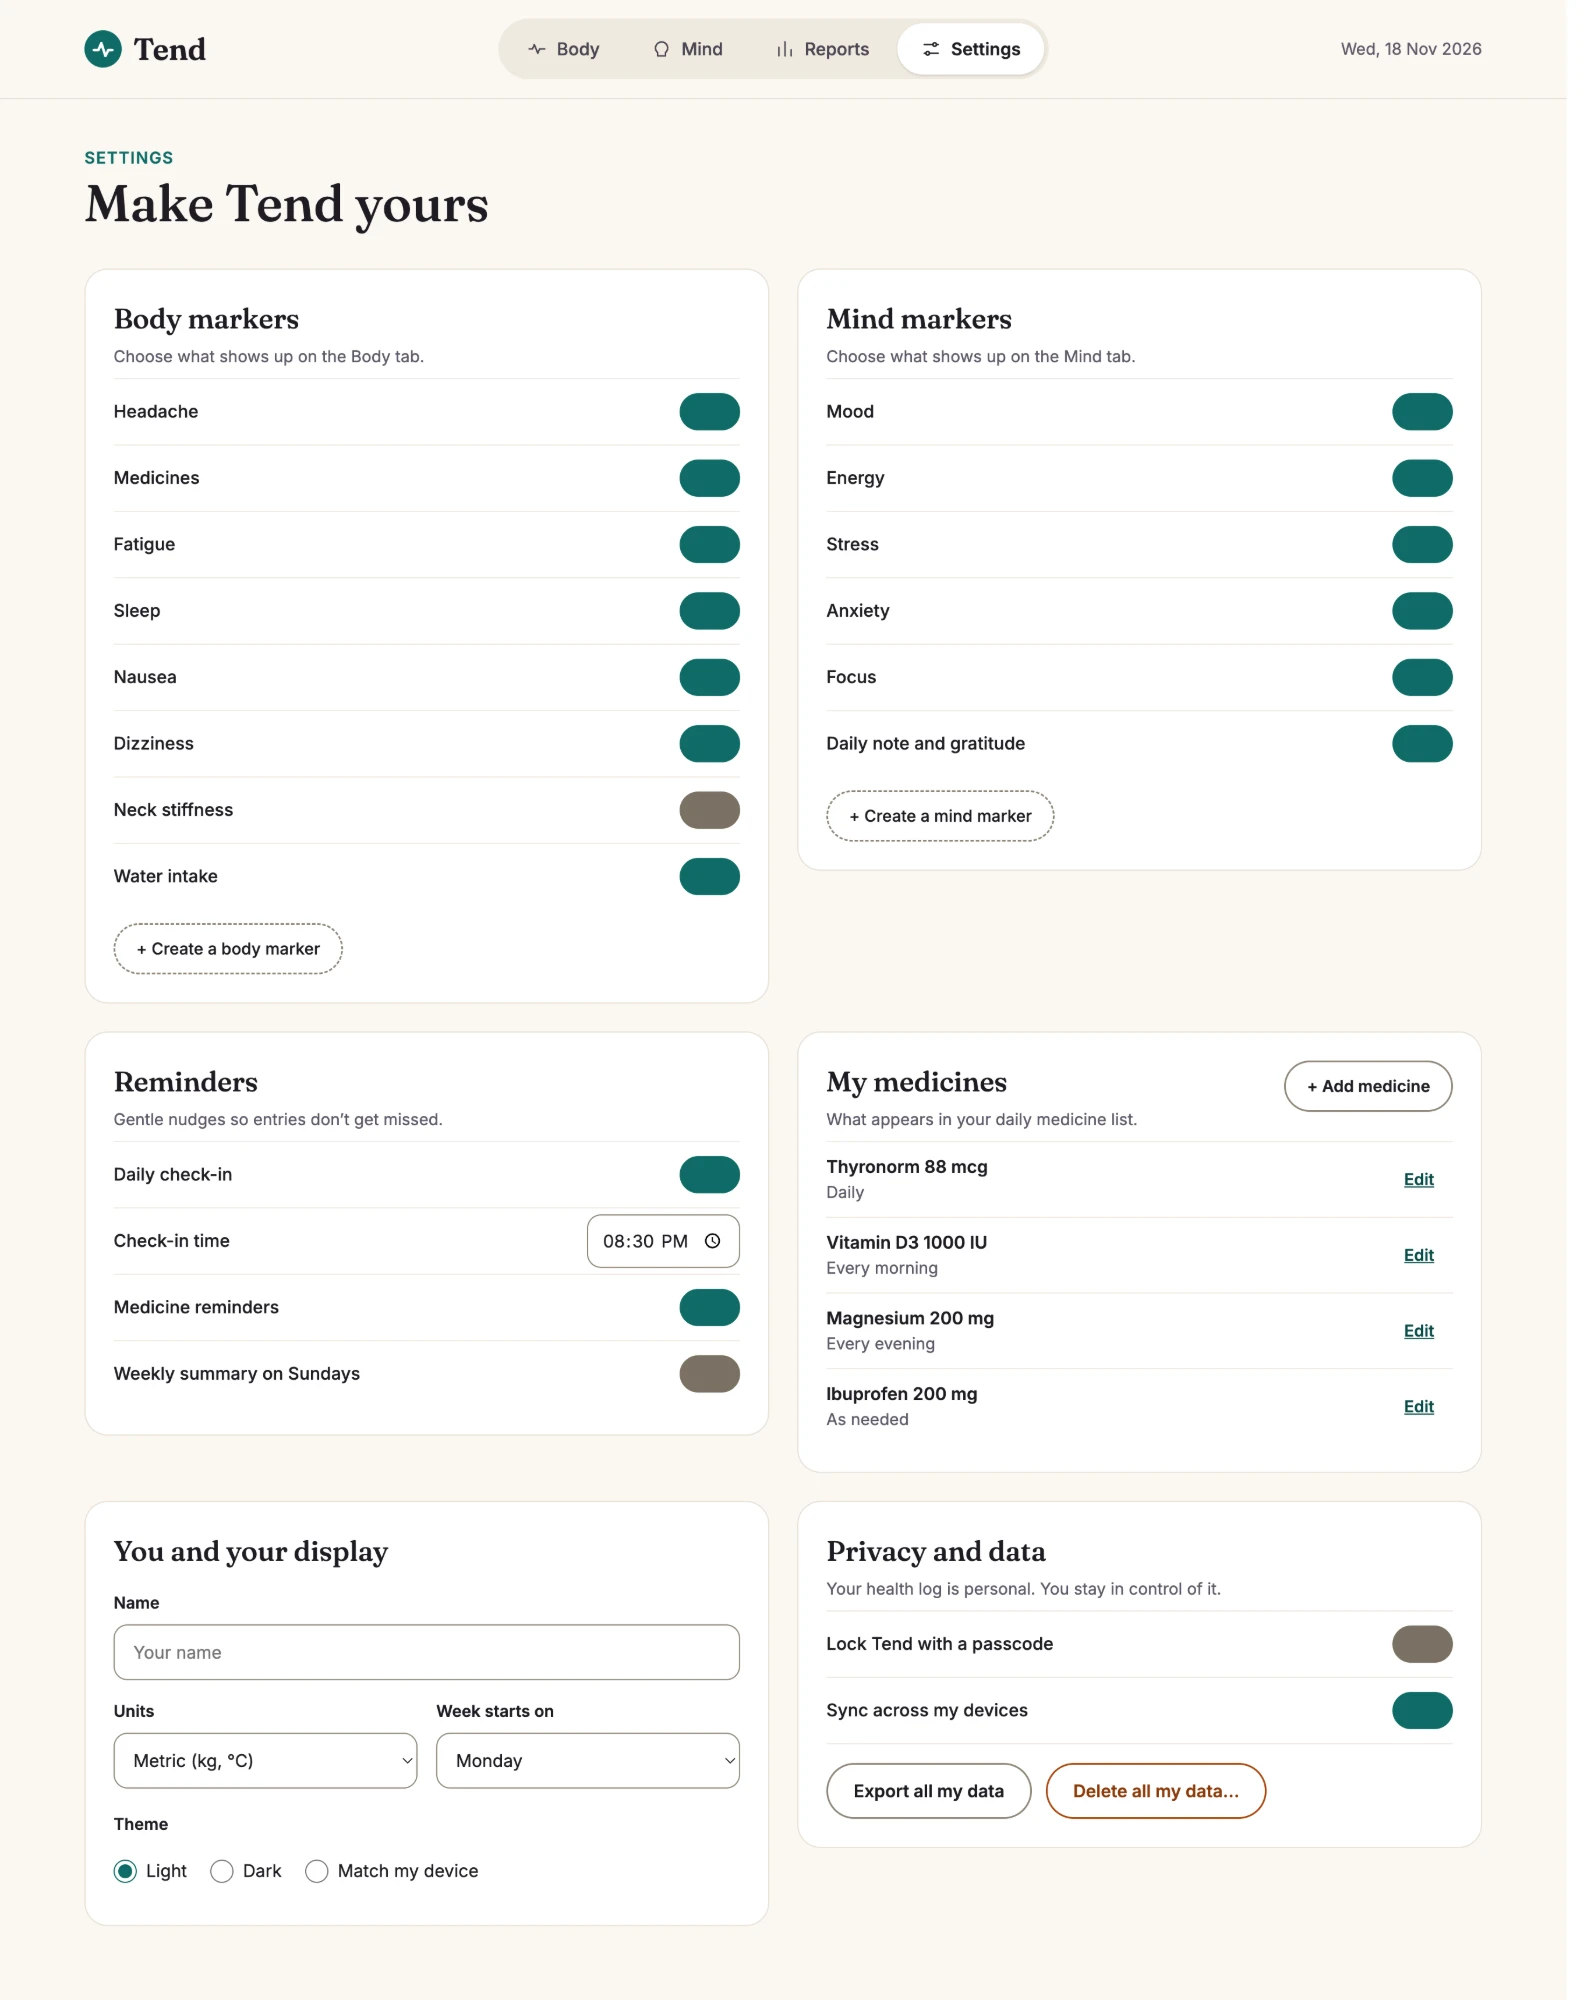 Tend
Body
Mind
Reports
Settings
Wed, 18 Nov 2026
SETTINGS
Make Tend yours
Body markers
Choose what shows up on the Body tab.
Headache
Medicines
Fatigue
Sleep
Nausea
Dizziness
Neck stiffness
Water intake
+ Create a body marker
Mind markers
Choose what shows up on the Mind tab.
Mood
Energy
Stress
Anxiety
Focus
Daily note and gratitude
+ Create a mind marker
Reminders
Gentle nudges so entries don’t get missed.
Daily check-in
Check-in time
08:30 PM
Medicine reminders
Weekly summary on Sundays
My medicines
What appears in your daily medicine list.
+ Add medicine
Thyronorm 88 mcg
Daily
Edit
Vitamin D3 1000 IU
Every morning
Edit
Magnesium 200 mg
Every evening
Edit
Ibuprofen 200 mg
As needed
Edit
You and your display
Name
Your name
Units
Metric (kg, °C)
Week starts on
Monday
Theme
Light
Dark
Match my device
Privacy and data
Your health log is personal. You stay in control of it.
Lock Tend with a passcode
Sync across my devices
Export all my data
Delete all my data…